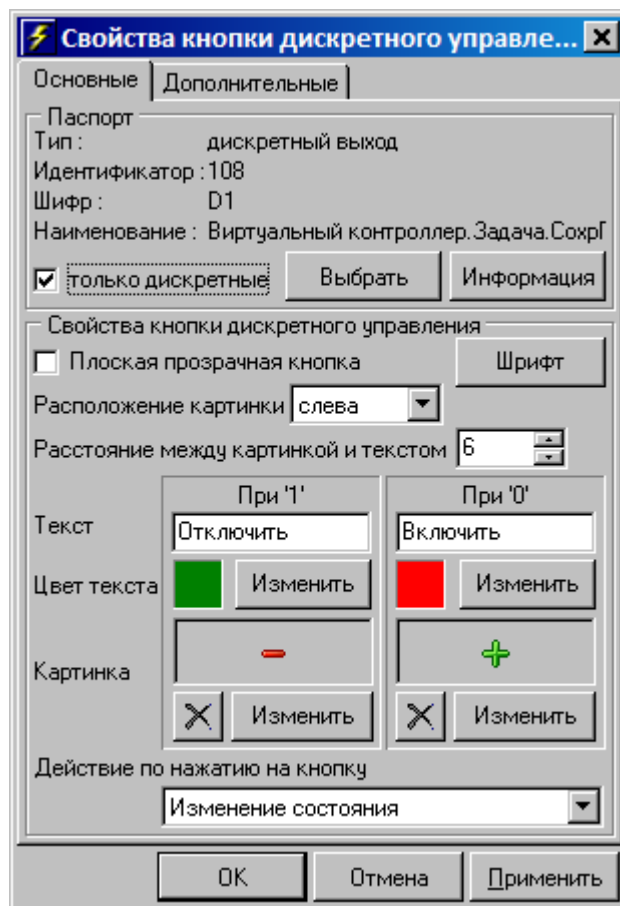 Свойства кнопки дискретного управле...
Основные Дополнительные
Паспорт
Тип : дискретный выход
Идентификатор : 108
Шифр : D1
Наименование : Виртуальный контроллер.Задача.Сохр
только дискретные Выбрать Информация
Свойства кнопки дискретного управления
Плоская прозрачная кнопка Шрифт
Расположение картинки слева
Расстояние между картинкой и текстом 6
При '1' При '0'
Текст Отключить Включить
Цвет текста Изменить Изменить
Картинка
Изменить Изменить
Действие по нажатию на кнопку
Изменение состояния
OK Отмена Применить